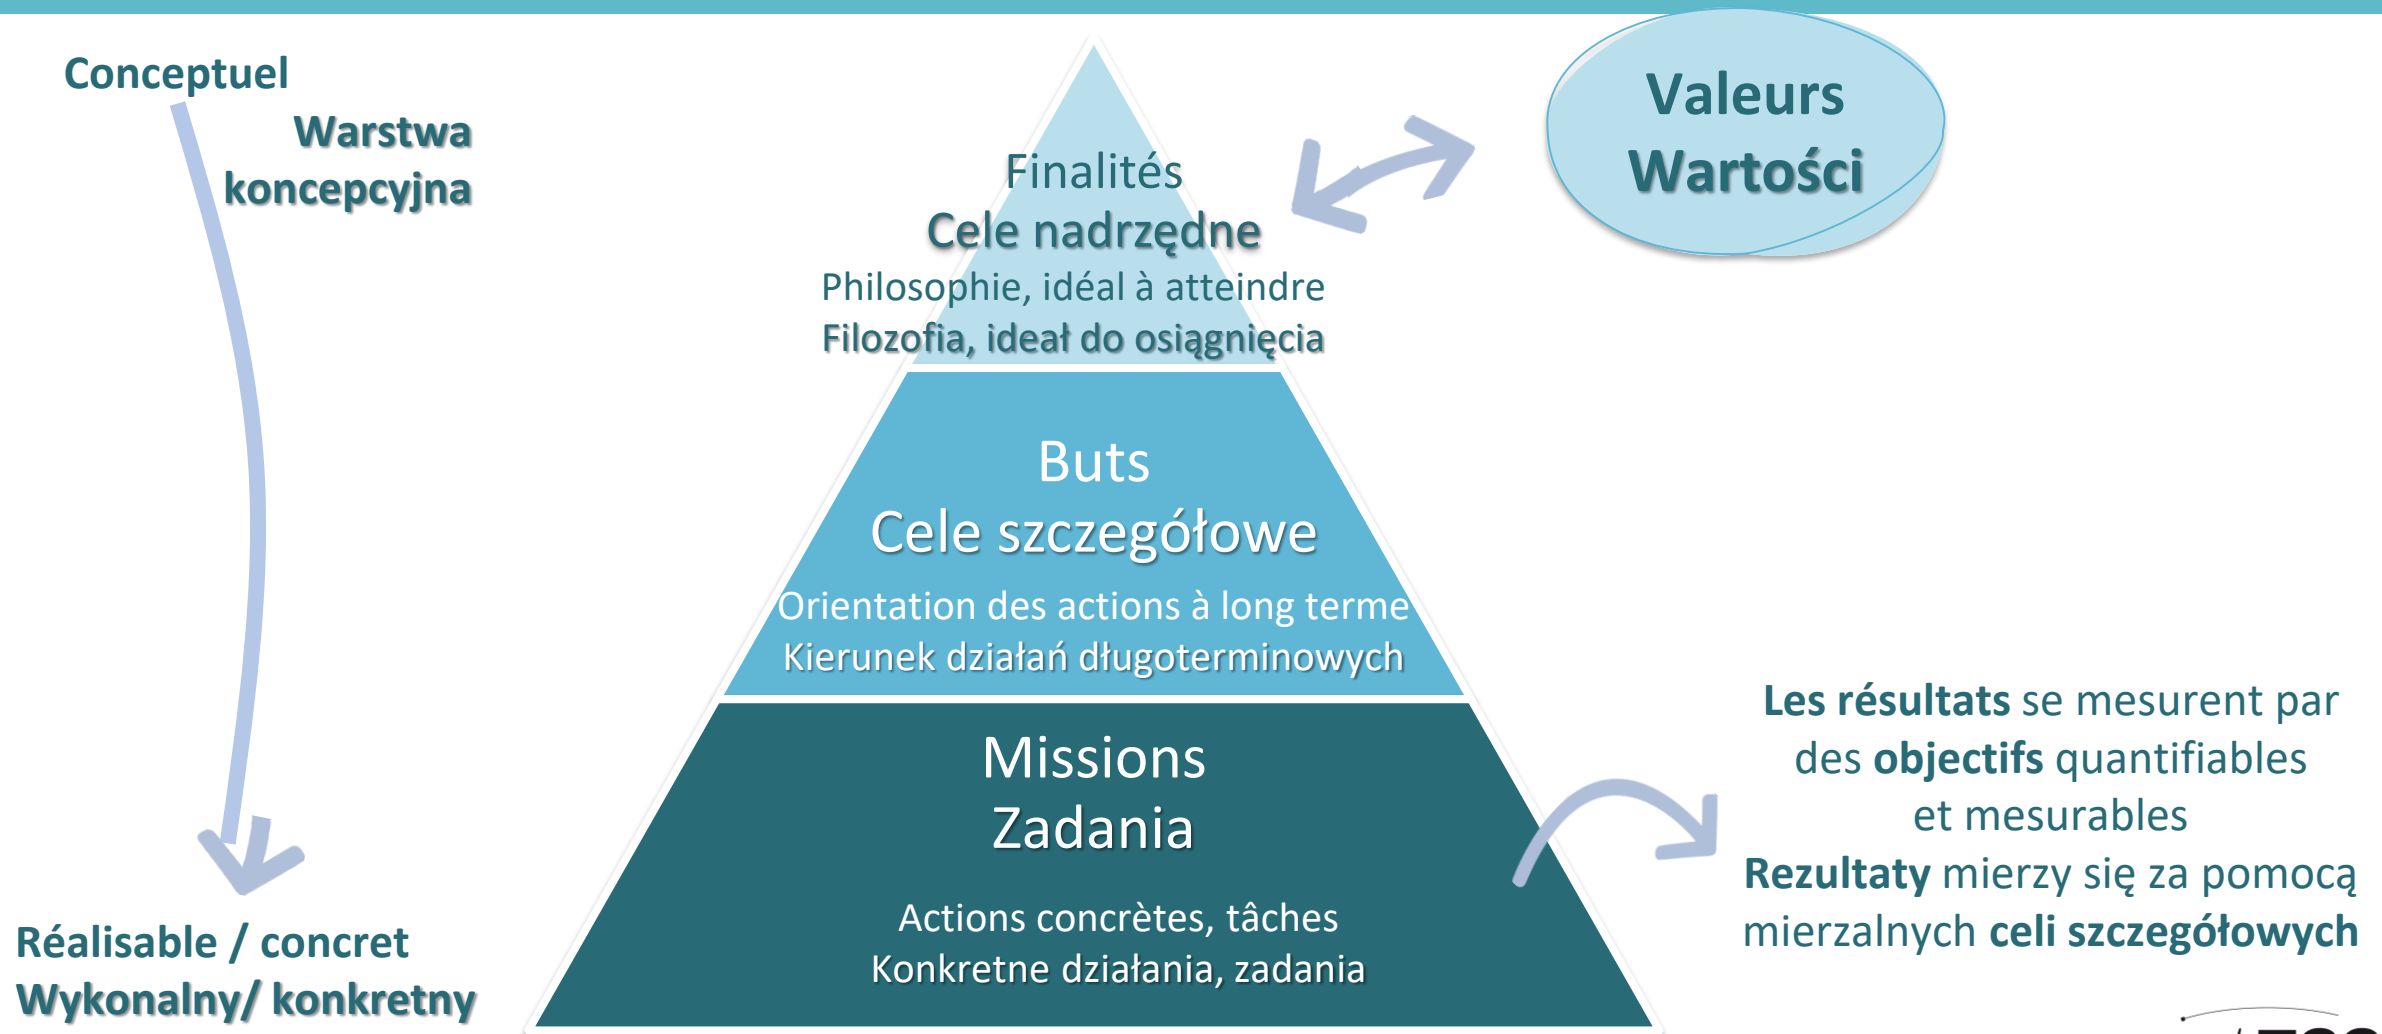 Conceptuel
Warstwa
koncepcyjna
Valeurs
Wartości
Finalités
Cele nadrzędne
Philosophie, idéal à atteindre
Filozofia, ideał do osiągnięcia
Buts
Cele szczegółowe
Orientation des actions à long terme
Kierunek działań długoterminowych
Missions
Zadania
Actions concrètes, tâches
Konkretne działania, zadania
Les résultats se mesurent par
des objectifs quantifiables
et mesurables
Rezultaty mierzy się za pomocą
mierzalnych celi szczegółowych
Réalisable / concret
Wykonalny/ konkretny